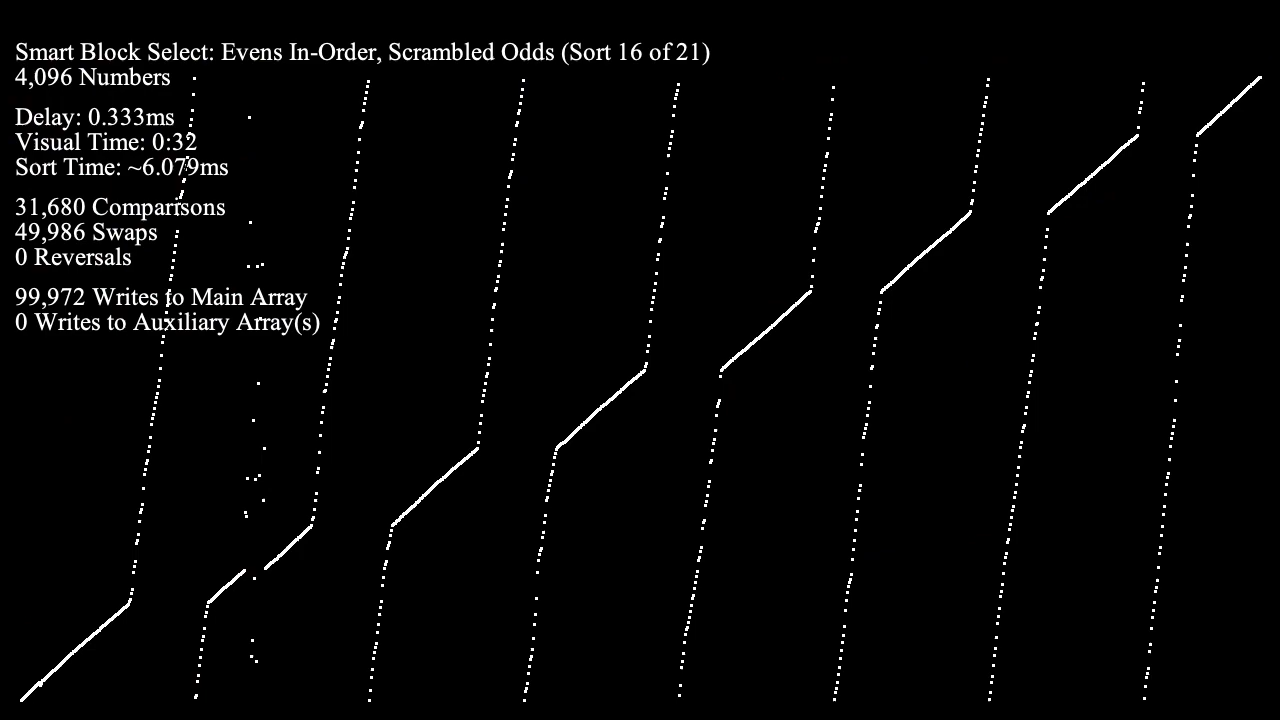 Smart Block Select: Evens In-Order, Scrambled Odds (Sort 16 of 21)
4,096 Numbers
Delay: 0.333ms
Visual Time: 0:32
Sort Time: ~6.079ms
31,680 Comparisons
49,986 Swaps
0 Reversals
99,972 Writes to Main Array
0 Writes to Auxiliary Array(s)